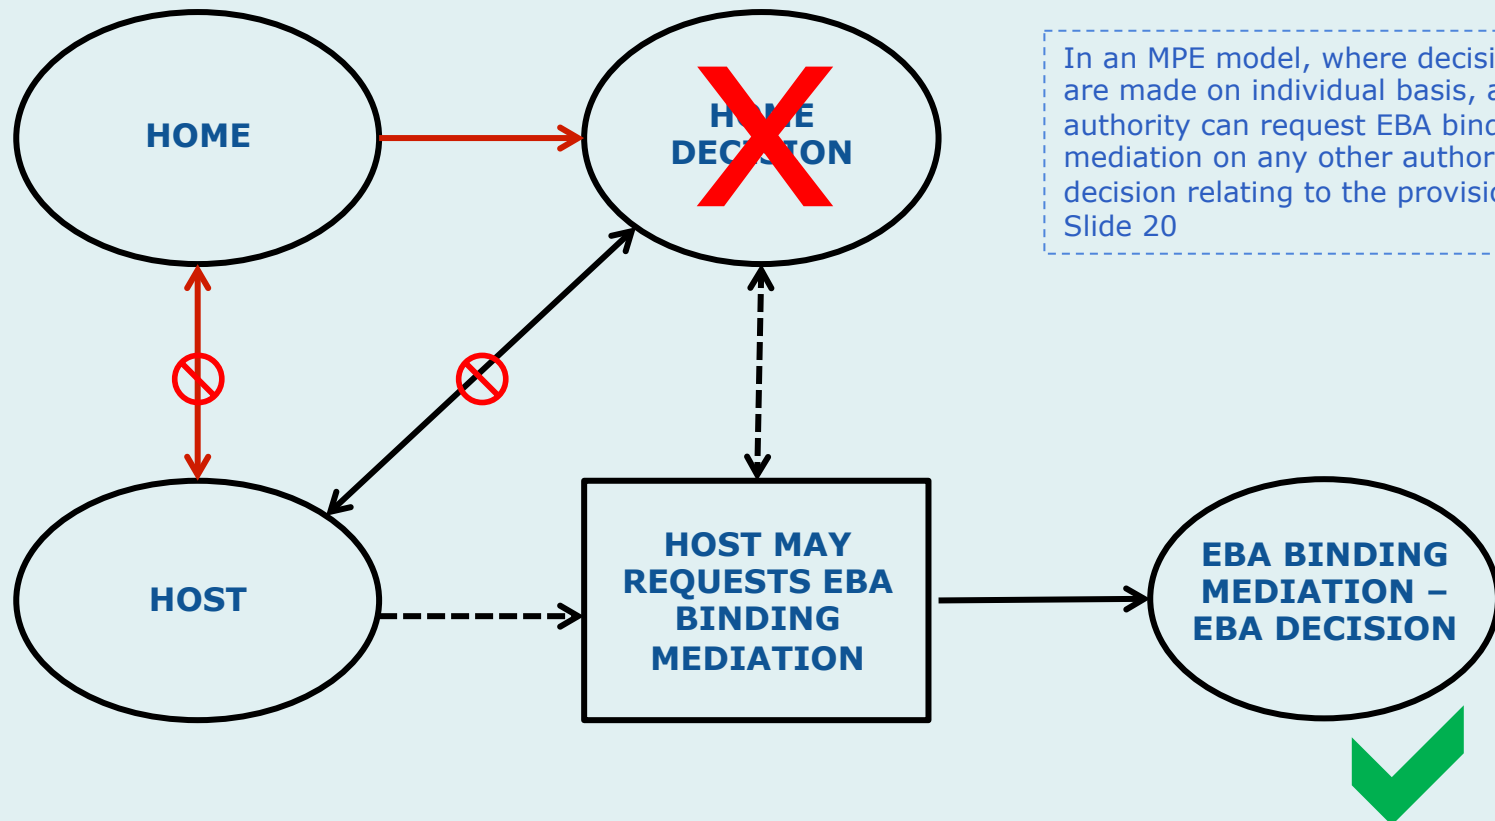 HOME
HOME
DECISION
In an MPE model, where decisi
are made on individual basis, a
authority can request EBA bind
mediation on any other author
decision relating to the provisi
Slide 20
HOST
HOST MAY
REQUESTS EBA
BINDING
MEDIATION
EBA BINDING
MEDIATION –
EBA DECISION